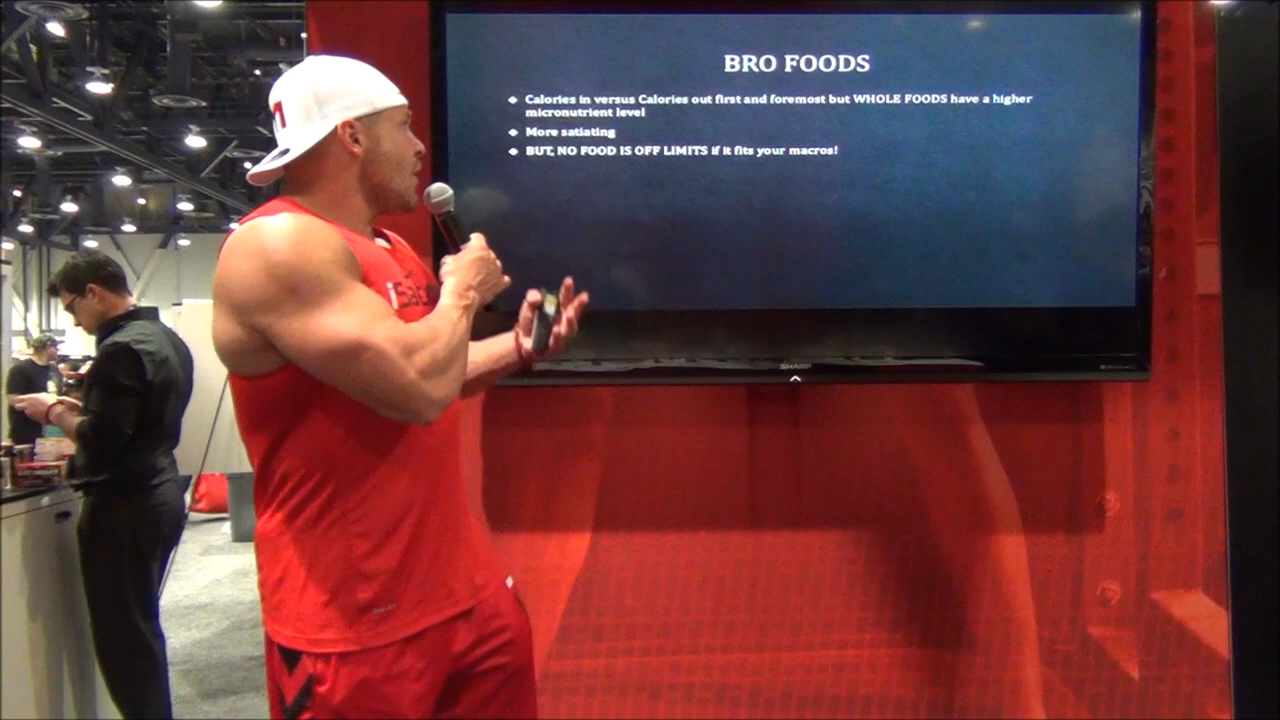 BRO FOODS
Calories in versus Calories out first and foremost but WHOLE FOODS have a higher
micronutrient level
More satiating
BUT, NO FOOD IS OFF LIMITS if it fits your macros!
SHARP